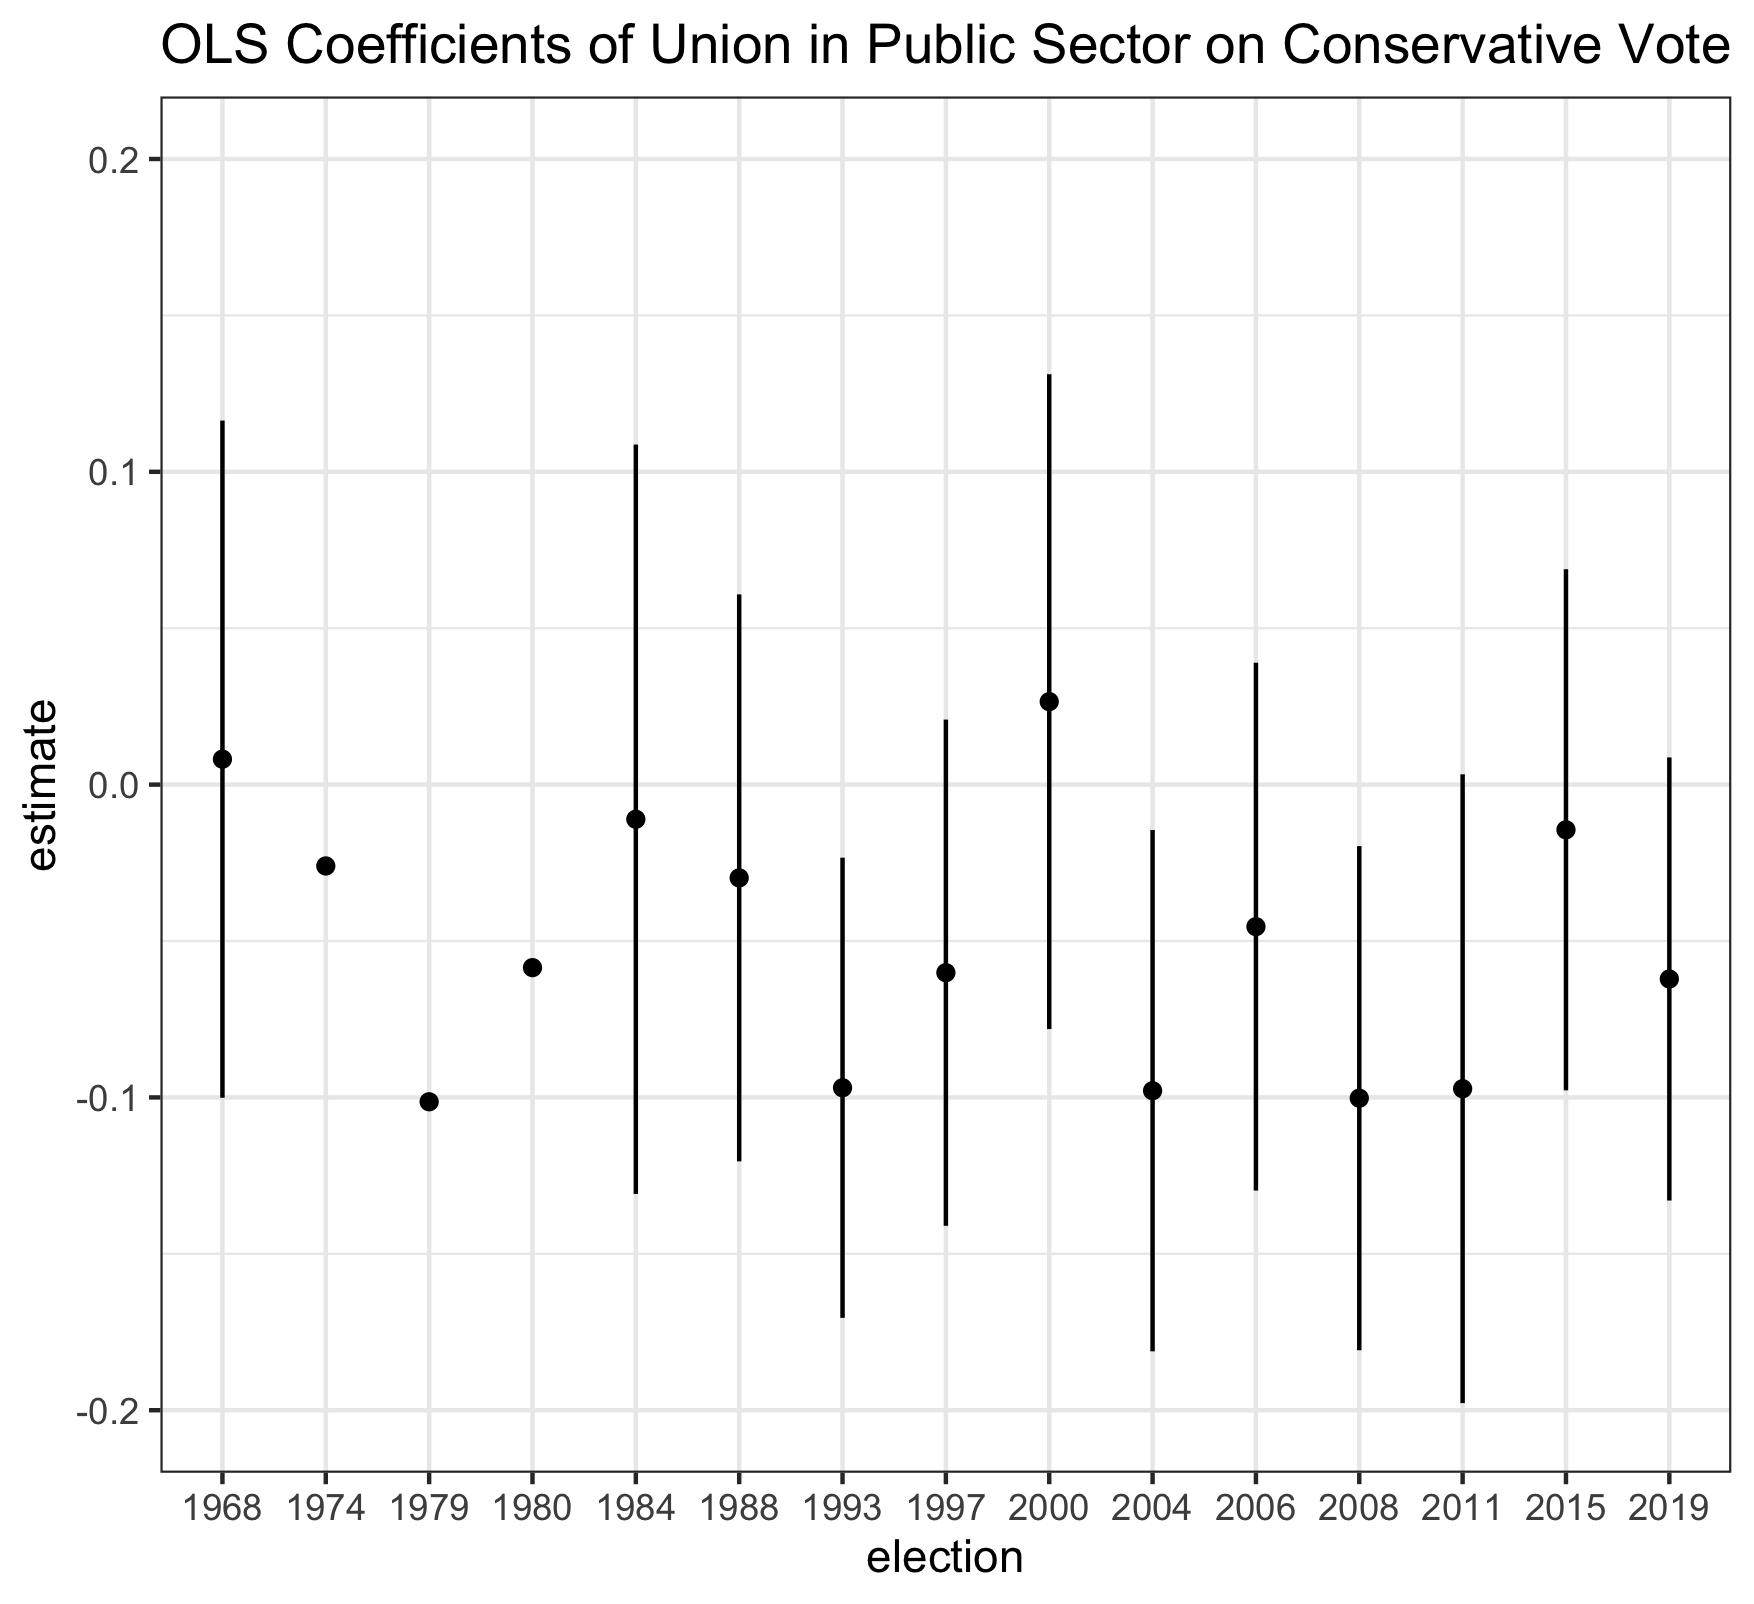 OLS Coefficients of Union in Public Sector on Conservative Vote
0.2
0.1
0.0
-0.1
-0.2
estimate
1968 1974 1979 1980 1984 1988 1993 1997 2000 2004 2006 2008 2011 2015 2019
election